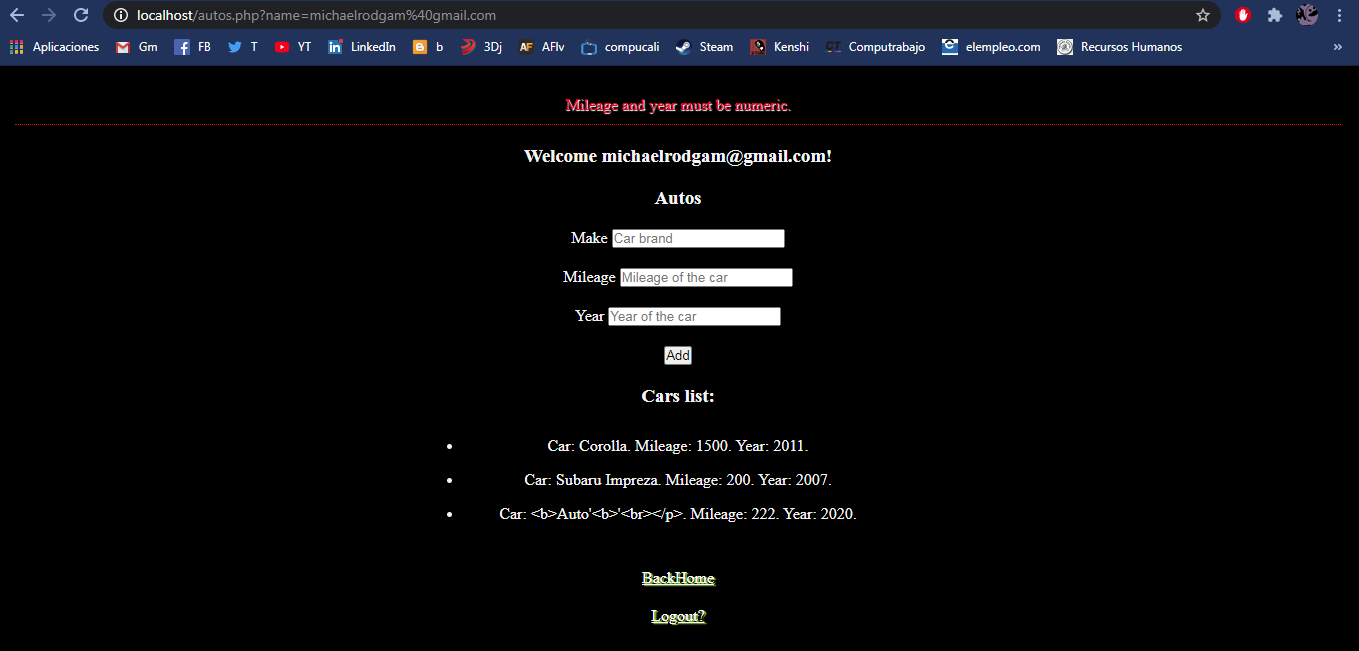 localhost/autos.php?name=michaelrodgam%40gmail.com
Aplicaciones Gm FB T YT LinkedIn b 3Dj AF AFlv compucali Steam Kenshi CT Computrabajo elempleo.com Recursos Humanos »
Mileage and year must be numeric.
Welcome michaelrodgam@gmail.com!
Autos
Make Car brand
Mileage Mileage of the car
Year Year of the car
Add
Cars list:
Car: Corolla. Mileage: 1500. Year: 2011.
Car: Subaru Impreza. Mileage: 200. Year: 2007.
Car: <b>Auto'<b>'<br></p>. Mileage: 222. Year: 2020.
BackHome
Logout?